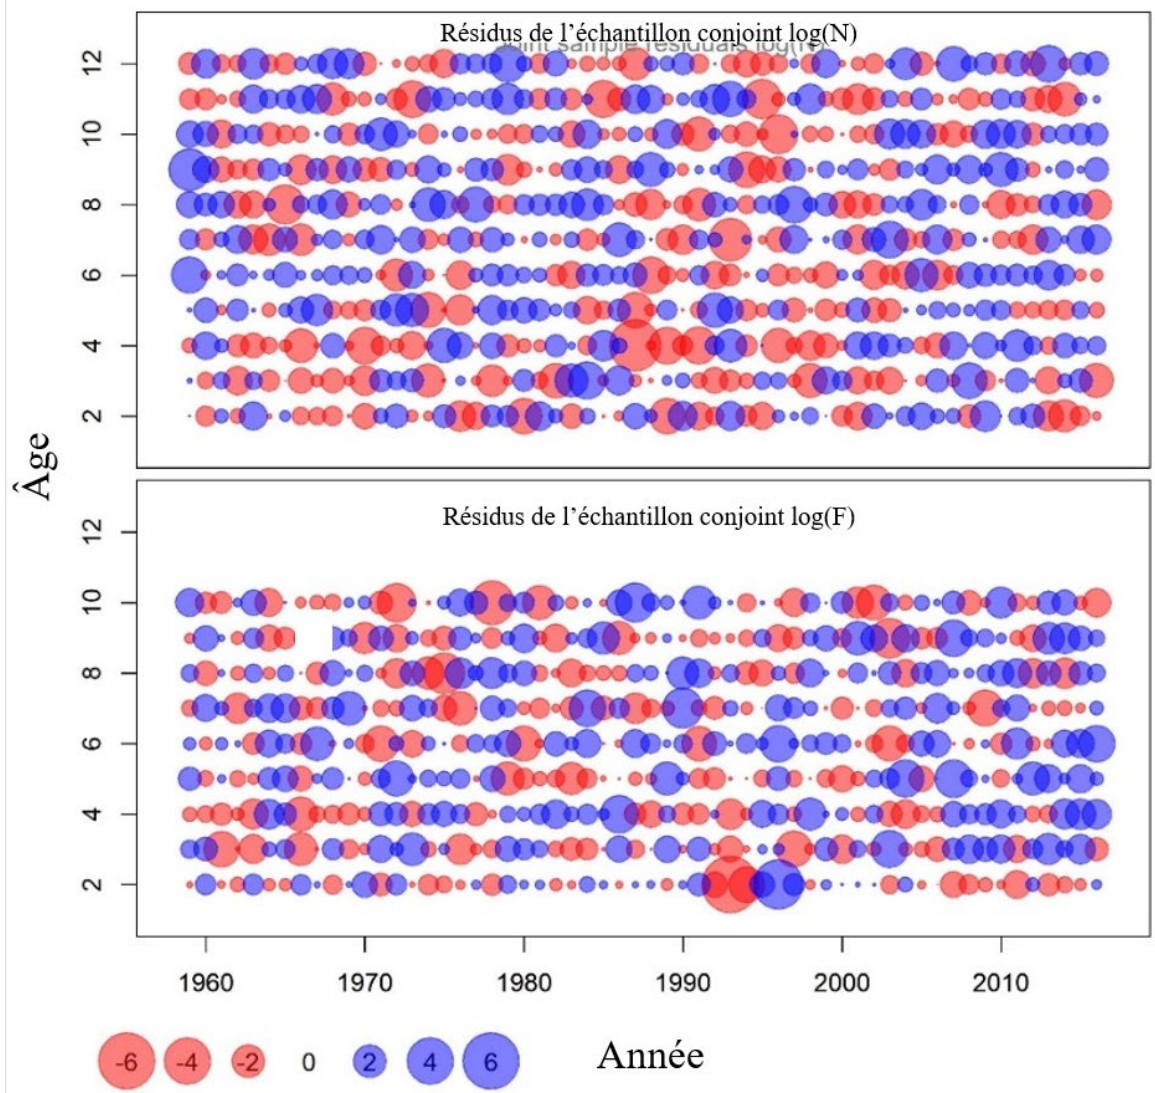 Résidus de l’échantillon conjoint log(N)
12
10
8
6
4
2
Âge
Résidus de l’échantillon conjoint log(F)
12
10
8
6
4
2
1960 1970 1980 1990 2000 2010
-6 -4 -2 0 2 4 6 Année